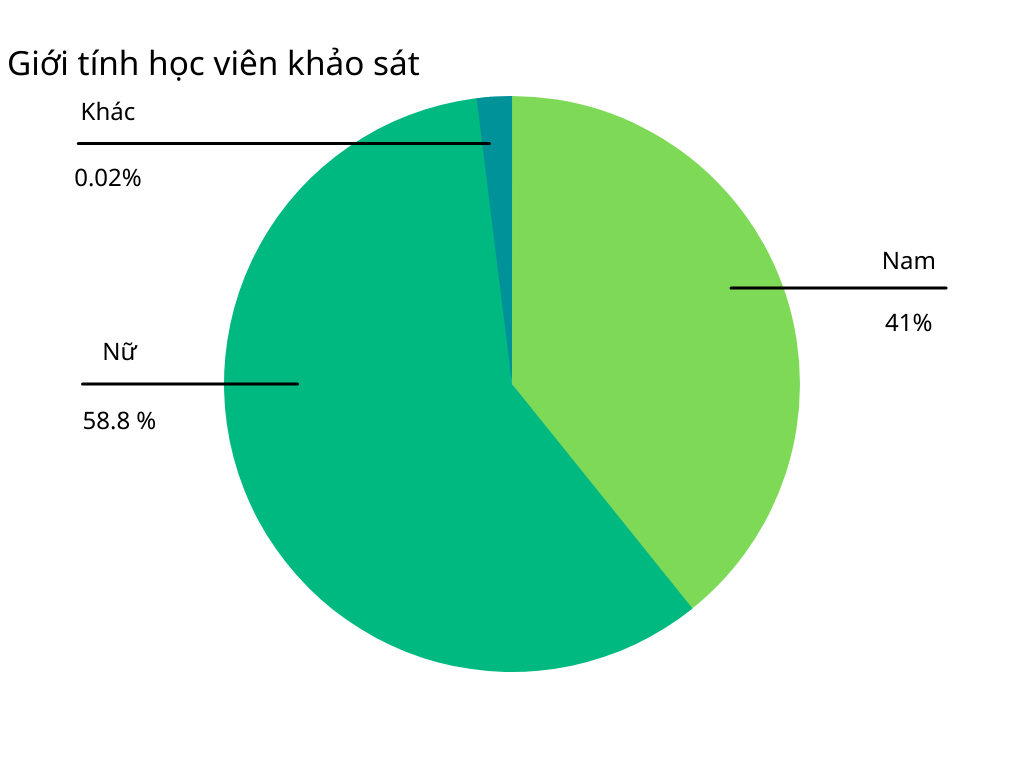 Giới tính học viên khảo sát
Khác
0.02%
Nam
41%
Nữ
58.8 %